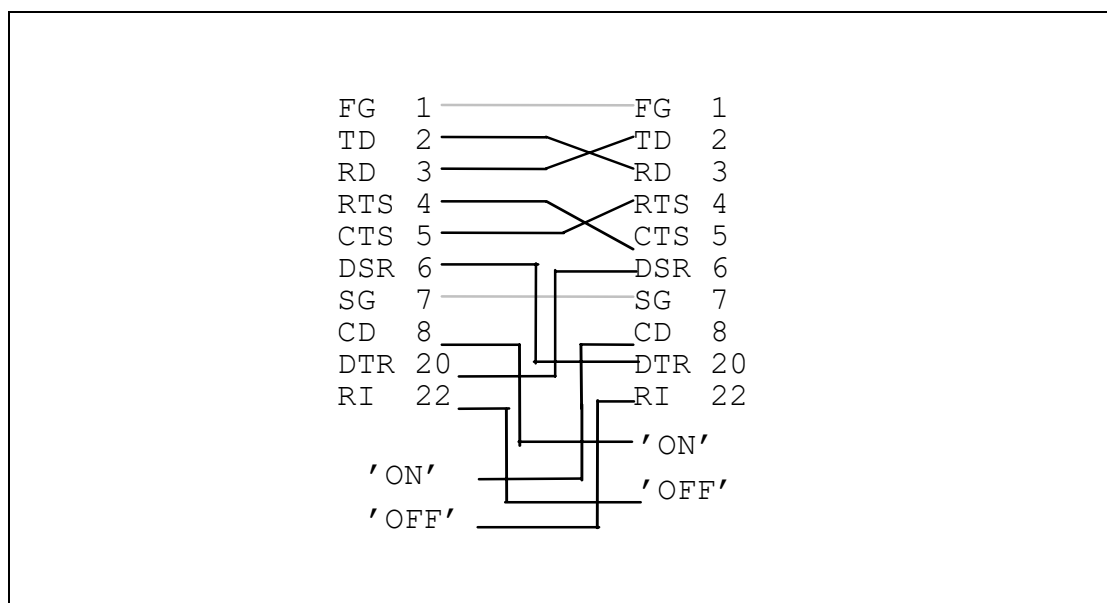 FG 1 FG 1
TD 2 TD 2
RD 3 RD 3
RTS 4 RTS 4
CTS 5 CTS 5
DSR 6 DSR 6
SG 7 SG 7
CD 8 CD 8
DTR 20 DTR 20
RI 22 RI 22
'ON'
'ON'
'OFF'
'OFF'